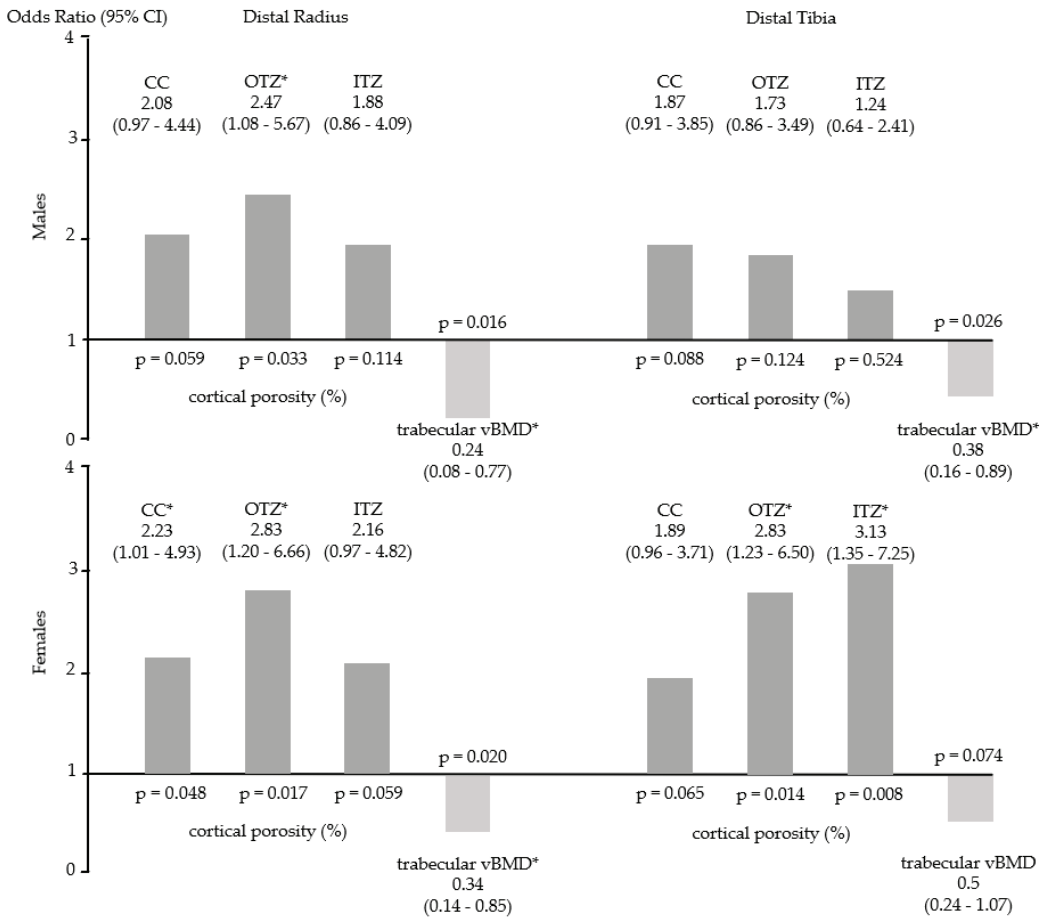 Odds Ratio (95% CI) Distal Radius Distal Tibia
4
CC OTZ* ITZ CC OTZ ITZ
2.08 2.47 1.88 1.87 1.73 1.24
(0.97 - 4.44) (1.08 - 5.67) (0.86 - 4.09) (0.91 - 3.85) (0.86 - 3.49) (0.64 - 2.41)
3
Males
2
p = 0.016 p = 0.026
1
p = 0.059 p = 0.033 p = 0.114 p = 0.088 p = 0.124 p = 0.524
cortical porosity (%) cortical porosity (%)
0
trabecular vBMD* trabecular vBMD*
0.24 0.38
(0.08 - 0.77) (0.16 - 0.89)
4
CC* OTZ* ITZ CC OTZ* ITZ*
2.23 2.83 2.16 1.89 2.83 3.13
(1.01 - 4.93) (1.20 - 6.66) (0.97 - 4.82) (0.96 - 3.71) (1.23 - 6.50) (1.35 - 7.25)
3
Females
2
p = 0.020 p = 0.074
1
p = 0.048 p = 0.017 p = 0.059 p = 0.065 p = 0.014 p = 0.008
cortical porosity (%) cortical porosity (%)
0
trabecular vBMD* trabecular vBMD
0.34 0.5
(0.14 - 0.85) (0.24 - 1.07)